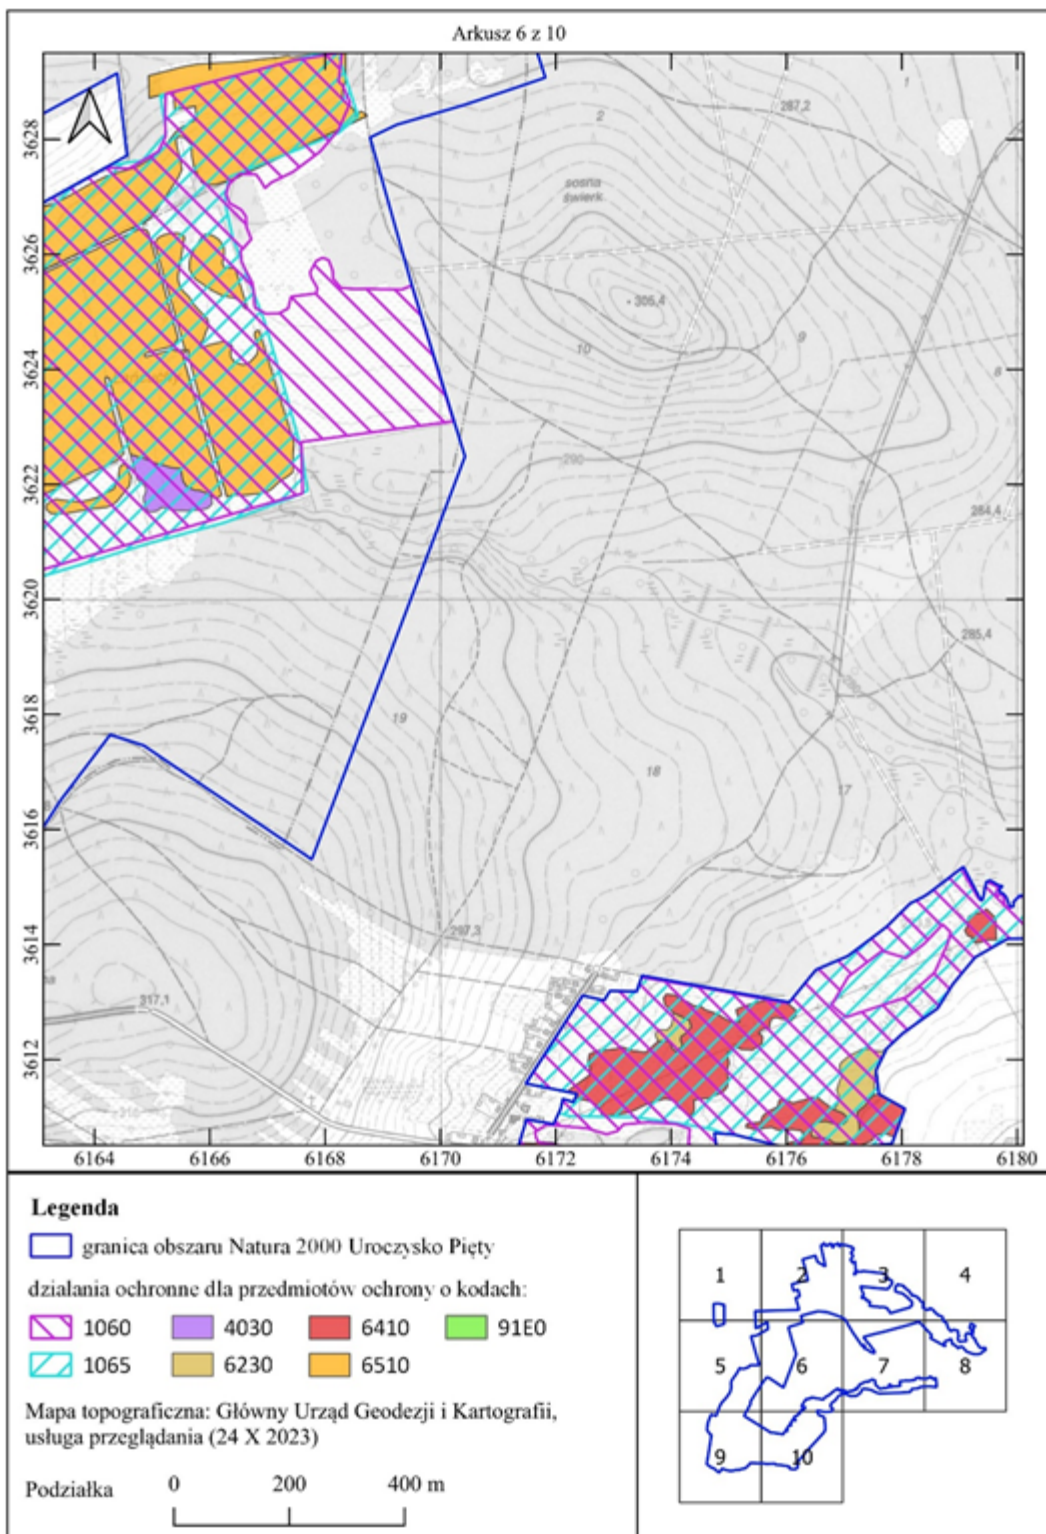 Arkusz 6 z 10
3628
3626
3624
3622
3620
3618
3616
3614
3612
287,2
1
2
sosna
świerk
305,4
10
9
8
290
284,4
285,4
19
18
17
297,3
317,1
6164 6166 6168 6170 6172 6174 6176 6178 6180
Legenda
granica obszaru Natura 2000 Uroczysko Pięty
działania ochronne dla przedmiotów ochrony o kodach:
1060 4030 6410 91E0
1065 6230 6510
Mapa topograficzna: Główny Urząd Geodezji i Kartografii,
usługa przeglądania (24 X 2023)
Podziałka 0 200 400 m
1 2 3 4
5 6 7 8
9 10